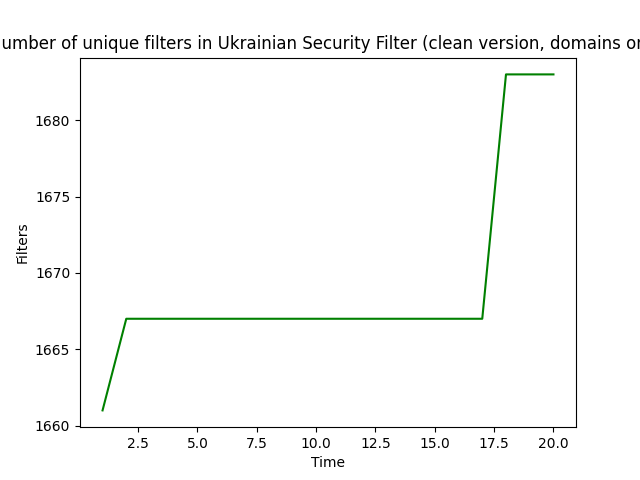 umber of unique filters in Ukrainian Security Filter (clean version, domains or
1680
1675
1670
1665
1660
Filters
2.5 5.0 7.5 10.0 12.5 15.0 17.5 20.0
Time